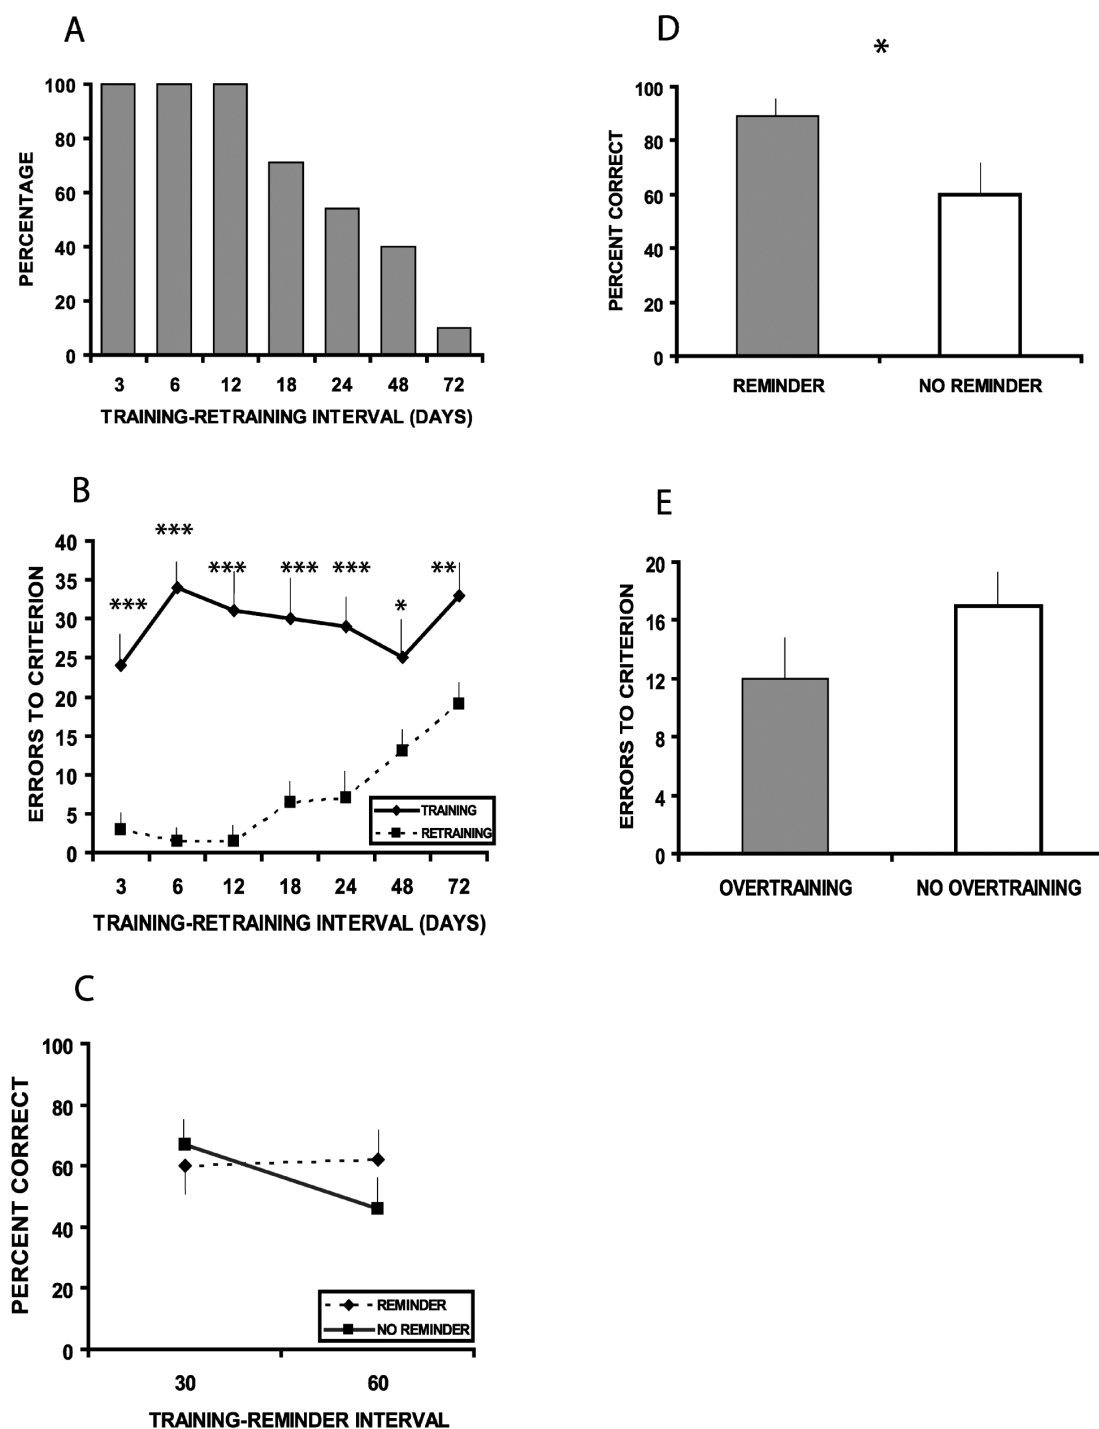 A
PERCENTAGE
100
80
60
40
20
0
3 6 12 18 24 48 72
TRAINING-RETRAINING INTERVAL (DAYS)
B
ERRORS TO CRITERION
40
35
30
25
20
15
10
5
0
***
***
***
***
***
*
**
TRAINING
RETRAINING
3 6 12 18 24 48 72
TRAINING-RETRAINING INTERVAL (DAYS)
C
PERCENT CORRECT
100
80
60
40
20
0
REMINDER
NO REMINDER
30 60
TRAINING-REMINDER INTERVAL
D
*
PERCENT CORRECT
100
80
60
40
20
0
REMINDER NO REMINDER
E
ERRORS TO CRITERION
20
16
12
8
4
0
OVERTRAINING NO OVERTRAINING